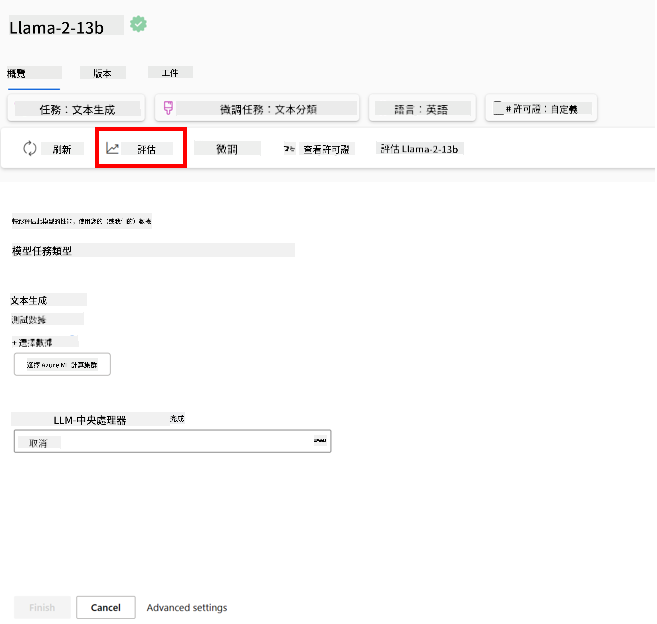 Llama-2-13b
概覽 版本 工件
任務：文本生成 微調任務：文本分類 語言：英語 #許可證：自定義
刷新 評估 微調 查看許可證 評估 Llama-2-13b
模型任務類型
文本生成
測試數據
+ 選擇數據
選擇 Azure ML 計算集群
LLM-中央處理器 完成
取消
Finish Cancel Advanced settings